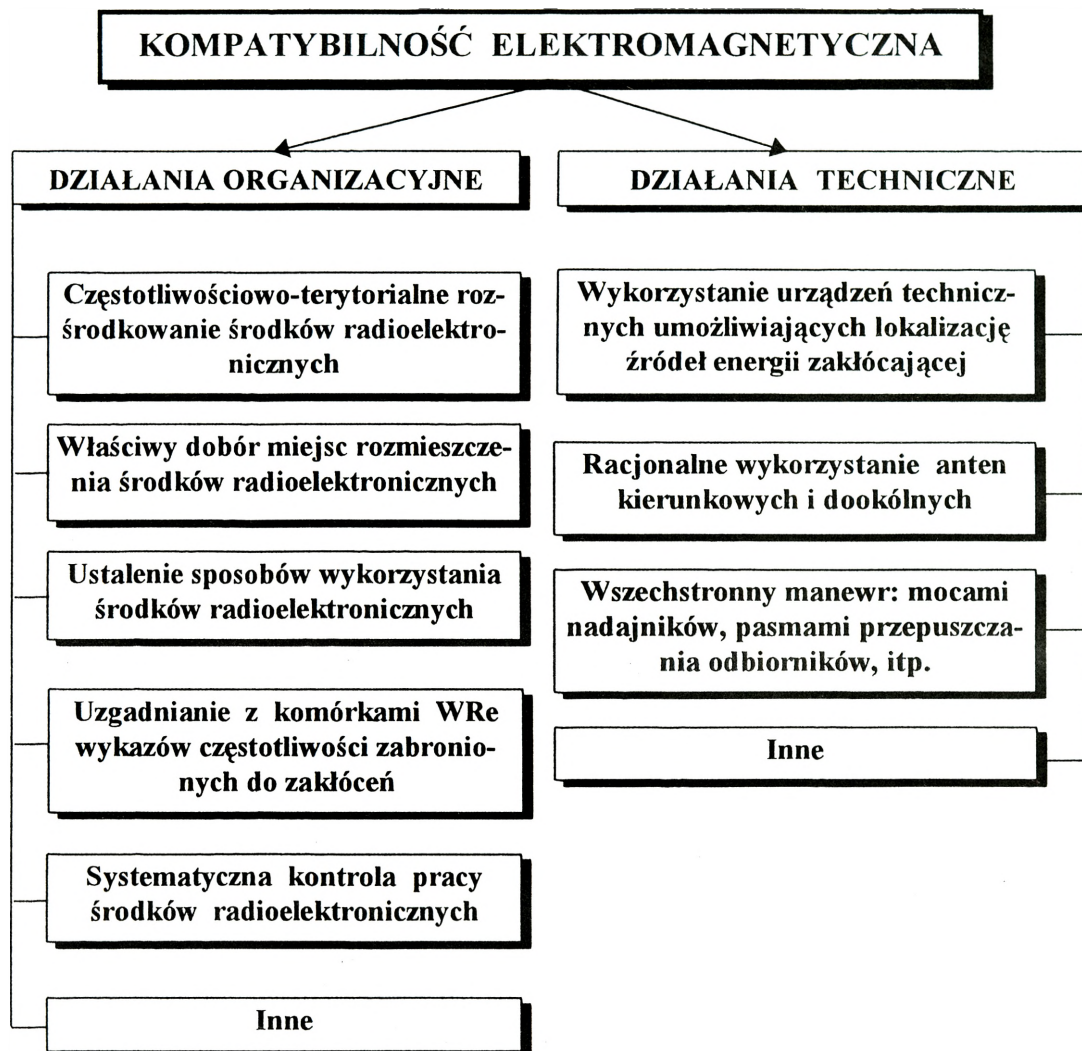 KOMPATYBILNOŚĆ ELEKTROMAGNETYCZNA
DZIAŁANIA ORGANIZACYJNE
Częstotliwościowo-terytorialne roz-
środkowanie środków radioelektro-
nicznych
Właściwy dobór miejsc rozmieszcze-
nia środków radioelektronicznych
Ustalenie sposobów wykorzystania
środków radioelektronicznych
Uzgadnianie z komórkami WRe
wykazów częstotliwości zabronio-
nych do zakłóceń
Systematyczna kontrola pracy
środków radioelektronicznych
Inne
DZIAŁANIA TECHNICZNE
Wykorzystanie urządzeń technicz-
nych umożliwiających lokalizację
źródeł energii zakłócającej
Racjonalne wykorzystanie anten
kierunkowych i dookólnych
Wszechstronny manewr: mocami
nadajników, pasmami przepuszcza-
nia odbiorników, itp.
Inne